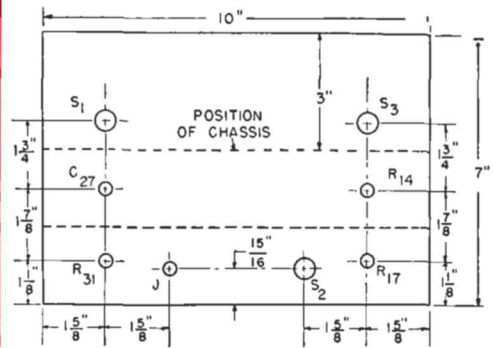 10"
S1
S3
3"
POSITION
OF CHASSIS
1 3/4"
1 3/4"
7"
C27
R14
1 7/8"
1 7/8"
15/16"
R31
J
S2
R17
1 1/8"
1 1/8"
1 5/8"
1 5/8"
1 5/8"
1 5/8"